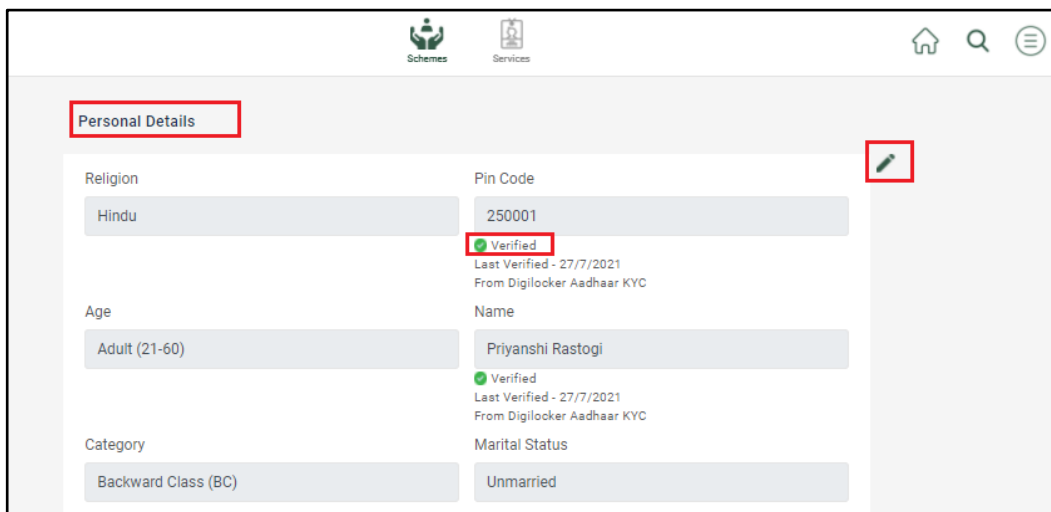 Schemes Services
Personal Details
Religion Pin Code
Hindu 250001
Verified
Last Verified - 27/7/2021
From Digilocker Aadhaar KYC
Age Name
Adult (21-60) Priyanshi Rastogi
Verified
Last Verified - 27/7/2021
From Digilocker Aadhaar KYC
Category Marital Status
Backward Class (BC) Unmarried